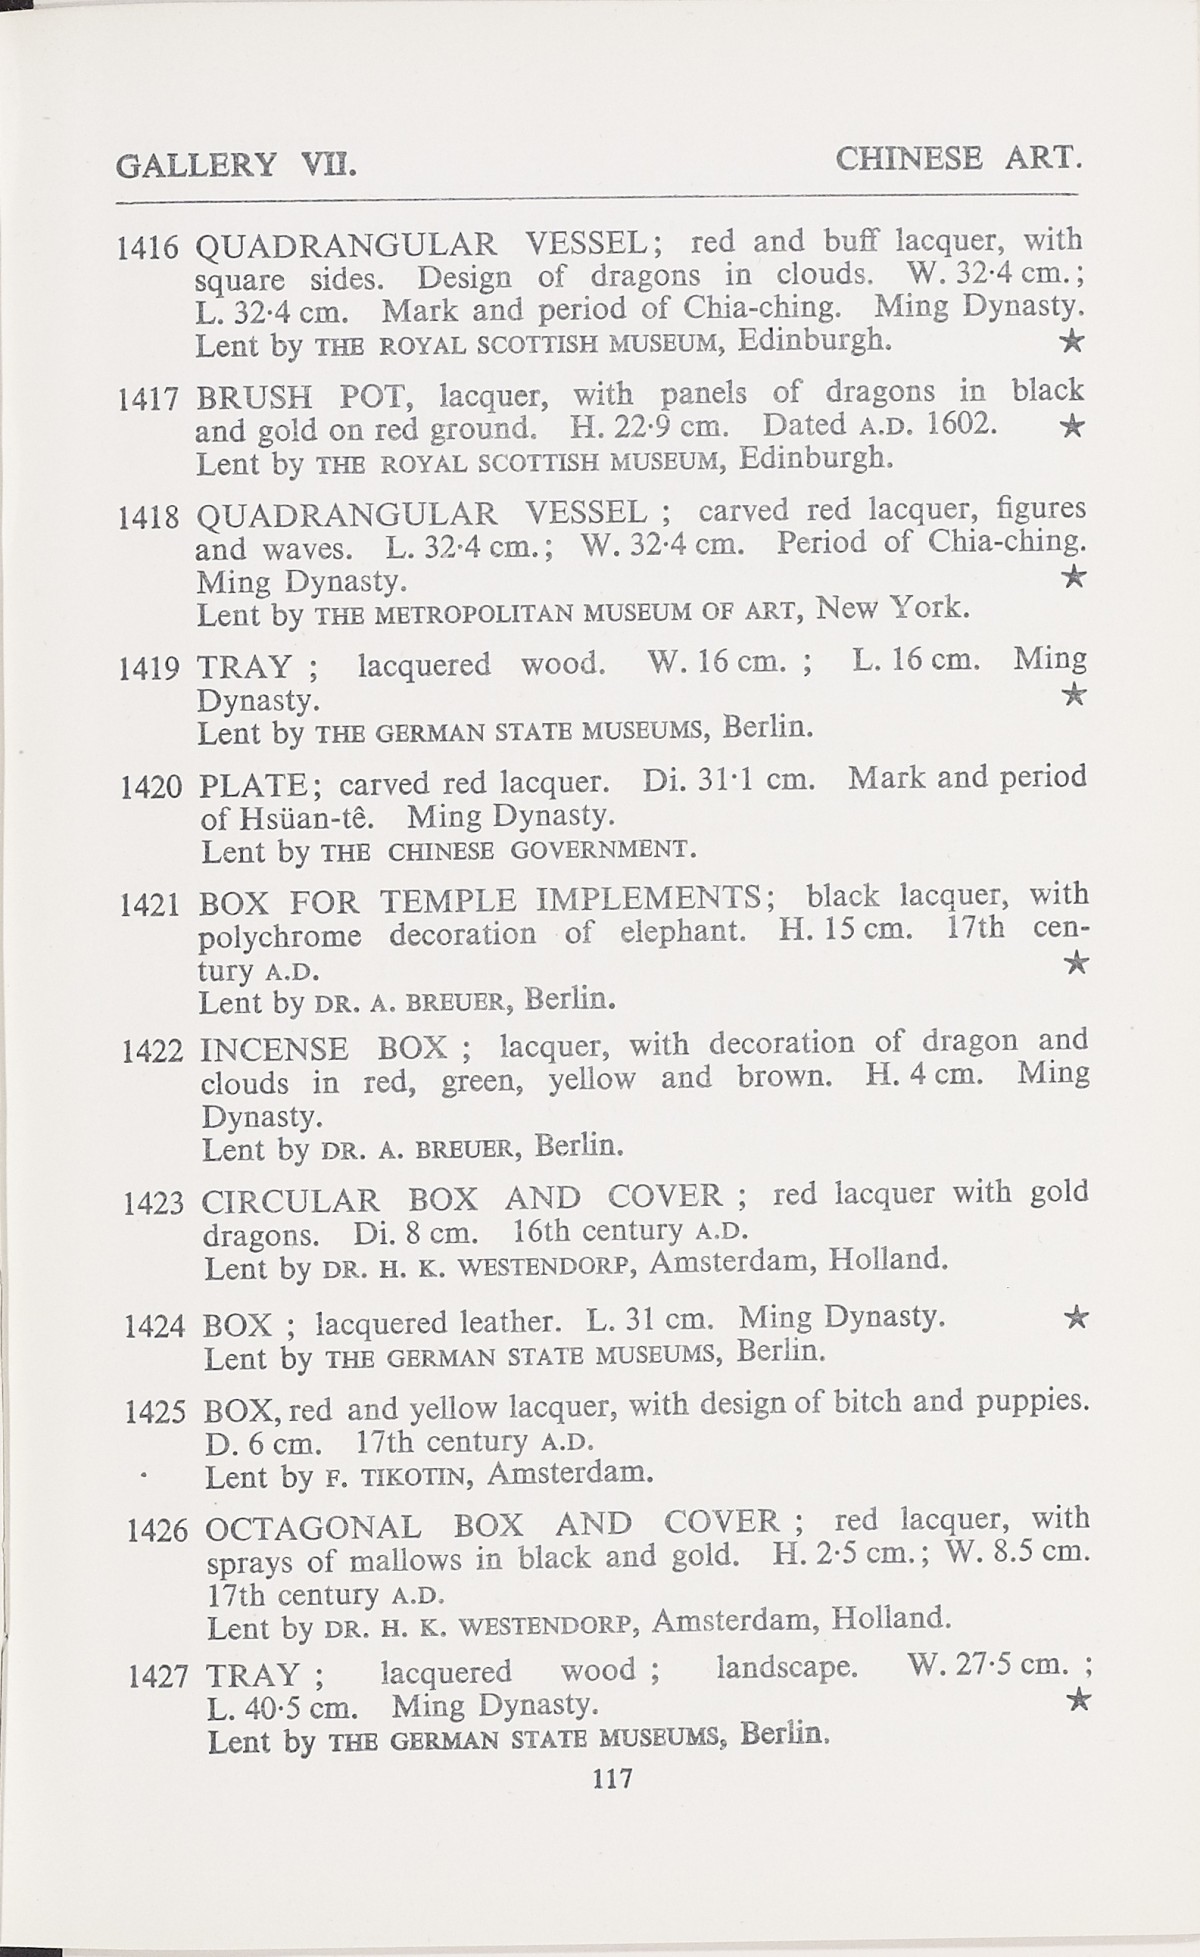 GALLERY VII. CHINESE ART.
1416 QUADRANGULAR VESSEL; red and buff lacquer, with
square sides. Design of dragons in clouds. W. 32·4 cm.;
L. 32·4 cm. Mark and period of Chia-ching. Ming Dynasty.
Lent by THE ROYAL SCOTTISH MUSEUM, Edinburgh. ★
1417 BRUSH POT, lacquer, with panels of dragons in black
and gold on red ground. H. 22·9 cm. Dated A.D. 1602. ★
Lent by THE ROYAL SCOTTISH MUSEUM, Edinburgh.
1418 QUADRANGULAR VESSEL ; carved red lacquer, figures
and waves. L. 32·4 cm.; W. 32·4 cm. Period of Chia-ching.
Ming Dynasty. ★
Lent by THE METROPOLITAN MUSEUM OF ART, New York.
1419 TRAY ; lacquered wood. W. 16 cm. ; L. 16 cm. Ming
Dynasty. ★
Lent by THE GERMAN STATE MUSEUMS, Berlin.
1420 PLATE; carved red lacquer. Di. 31·1 cm. Mark and period
of Hsüan-tê. Ming Dynasty.
Lent by THE CHINESE GOVERNMENT.
1421 BOX FOR TEMPLE IMPLEMENTS; black lacquer, with
polychrome decoration of elephant. H. 15 cm. 17th cen-
tury A.D. ★
Lent by DR. A. BREUER, Berlin.
1422 INCENSE BOX ; lacquer, with decoration of dragon and
clouds in red, green, yellow and brown. H. 4 cm. Ming
Dynasty.
Lent by DR. A. BREUER, Berlin.
1423 CIRCULAR BOX AND COVER ; red lacquer with gold
dragons. Di. 8 cm. 16th century A.D.
Lent by DR. H. K. WESTENDORP, Amsterdam, Holland.
1424 BOX ; lacquered leather. L. 31 cm. Ming Dynasty. ★
Lent by THE GERMAN STATE MUSEUMS, Berlin.
1425 BOX, red and yellow lacquer, with design of bitch and puppies.
D. 6 cm. 17th century A.D.
Lent by F. TIKOTIN, Amsterdam.
1426 OCTAGONAL BOX AND COVER ; red lacquer, with
sprays of mallows in black and gold. H. 2·5 cm.; W. 8.5 cm.
17th century A.D.
Lent by DR. H. K. WESTENDORP, Amsterdam, Holland.
1427 TRAY ; lacquered wood ; landscape. W. 27·5 cm. ;
L. 40·5 cm. Ming Dynasty. ★
Lent by THE GERMAN STATE MUSEUMS, Berlin.
117